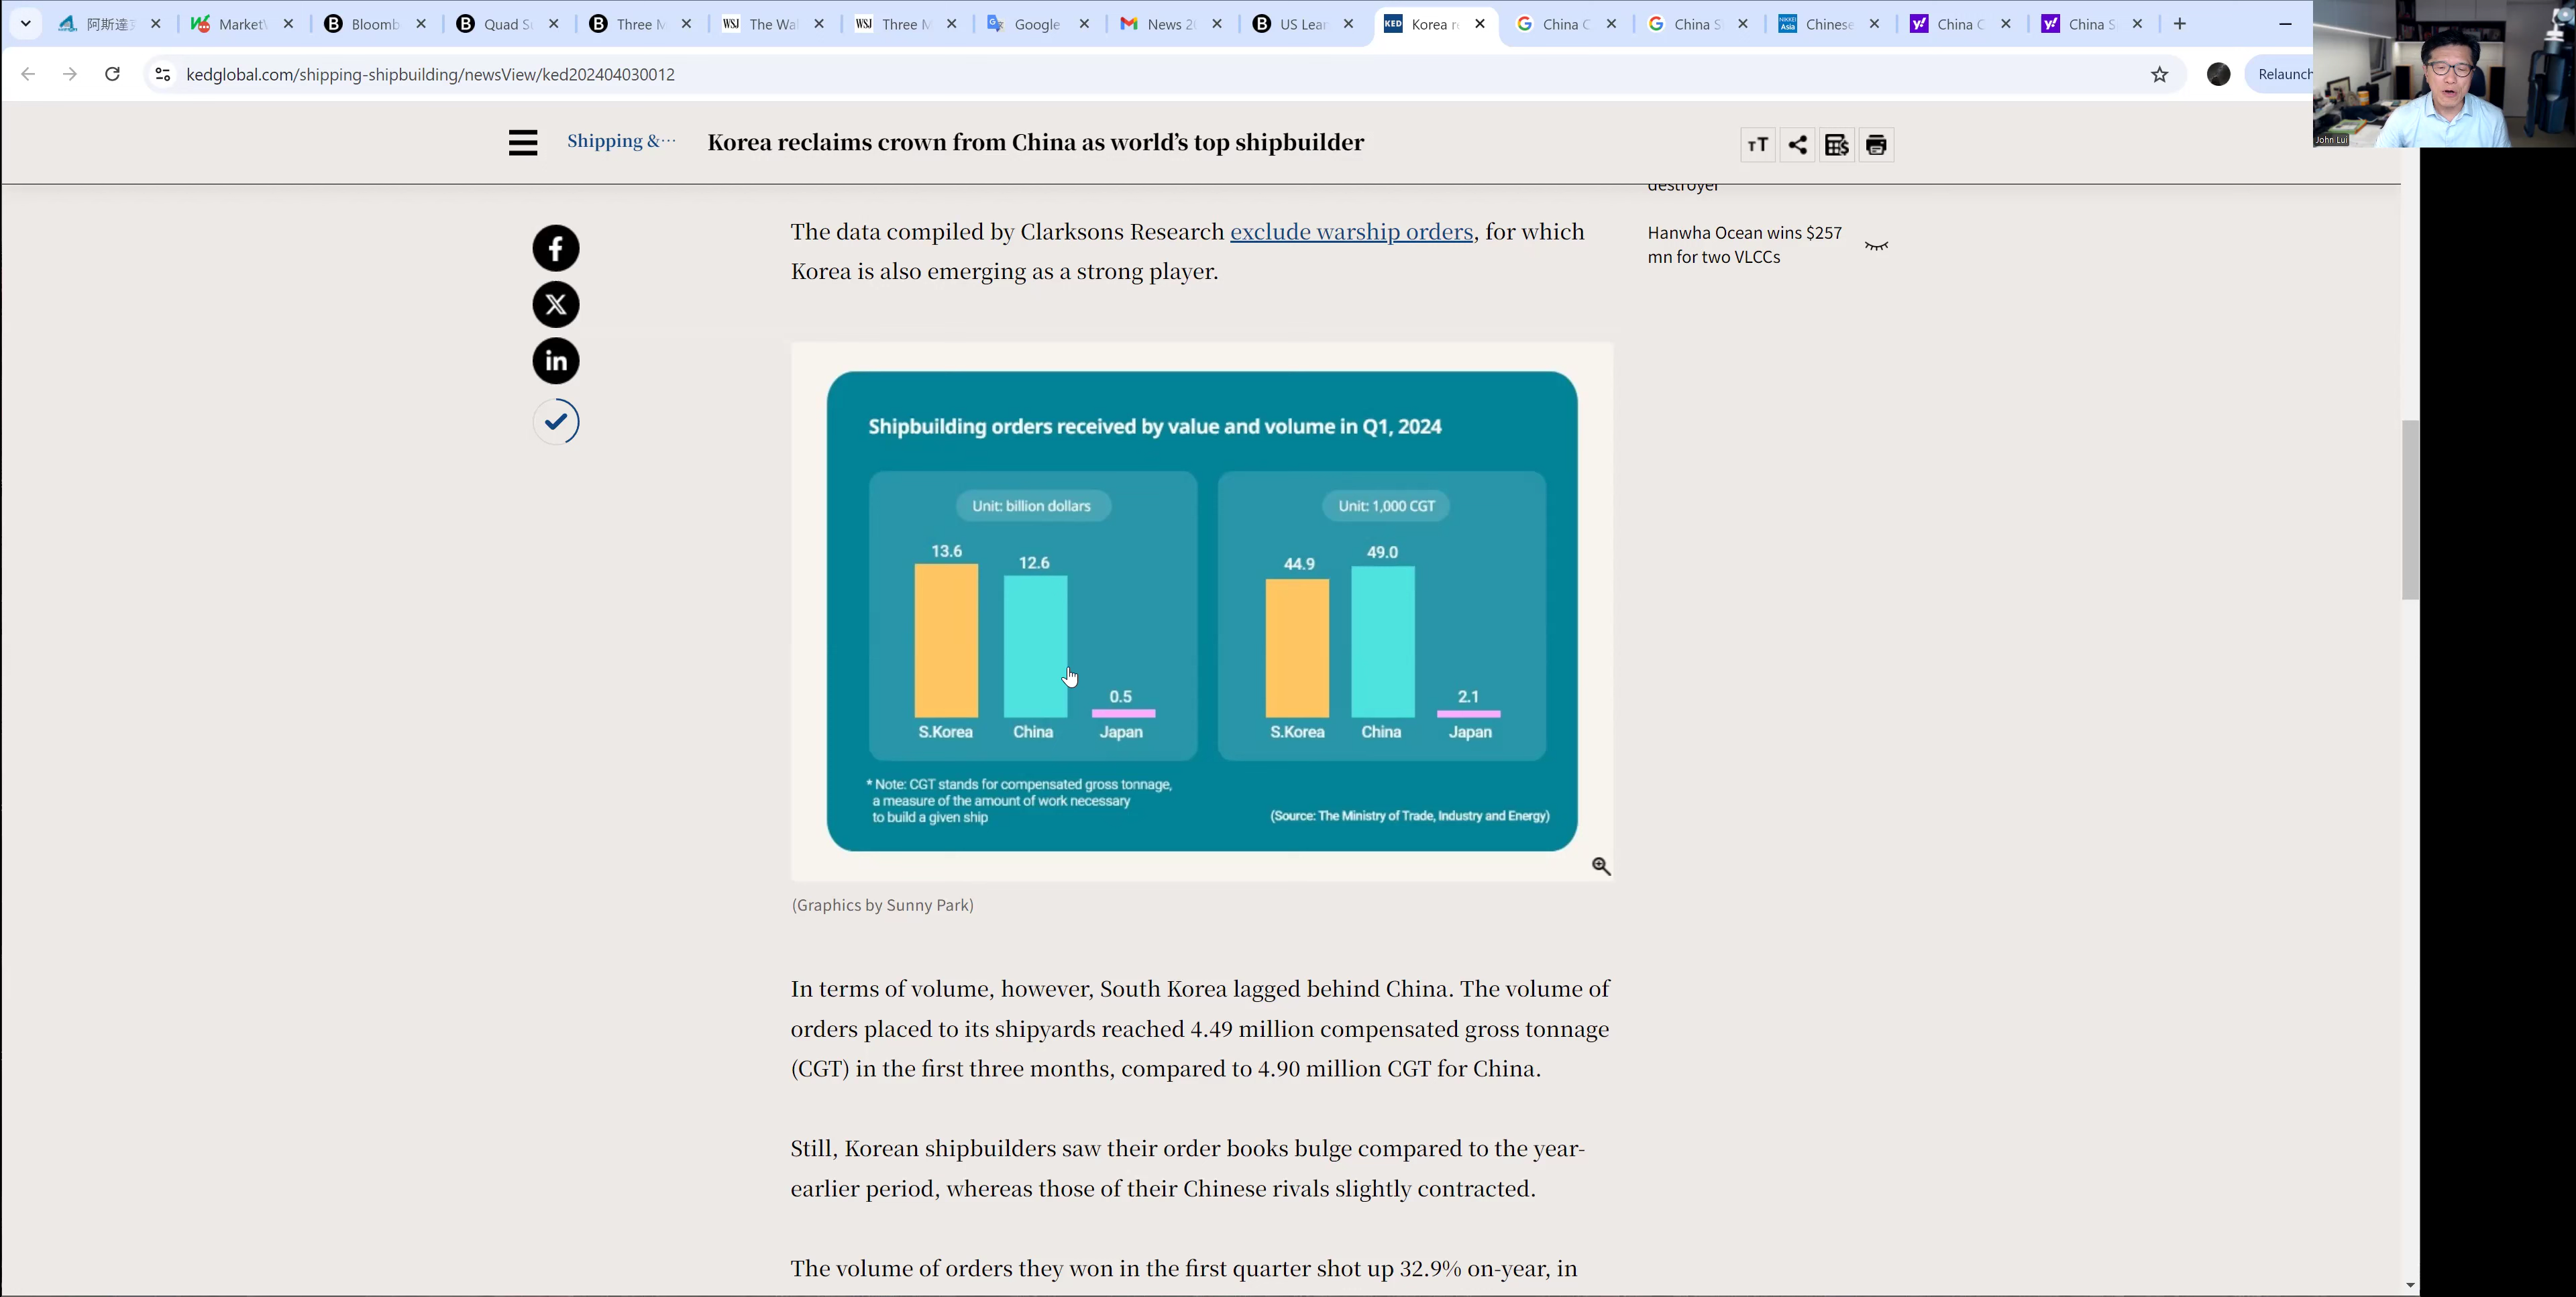 阿斯達
Market
Bloomb
Quad S
Three M
The Wa
Three M
Google
News 2
US Lear
Korea r
China C
China S
Chinese
China C
China S
kedglobal.com/shipping-shipbuilding/newsView/ked202404030012
Relaunch
John Lui
Shipping &···
Korea reclaims crown from China as world’s top shipbuilder
destroyer
The data compiled by Clarksons Research exclude warship orders, for which
Korea is also emerging as a strong player.
Hanwha Ocean wins $257
mn for two VLCCs
Shipbuilding orders received by value and volume in Q1, 2024
Unit: billion dollars
13.6
12.6
0.5
S.Korea
China
Japan
Unit: 1,000 CGT
44.9
49.0
2.1
S.Korea
China
Japan
* Note: CGT stands for compensated gross tonnage,
a measure of the amount of work necessary
to build a given ship
(Source: The Ministry of Trade, Industry and Energy)
(Graphics by Sunny Park)
In terms of volume, however, South Korea lagged behind China. The volume of
orders placed to its shipyards reached 4.49 million compensated gross tonnage
(CGT) in the first three months, compared to 4.90 million CGT for China.
Still, Korean shipbuilders saw their order books bulge compared to the year-
earlier period, whereas those of their Chinese rivals slightly contracted.
The volume of orders they won in the first quarter shot up 32.9% on-year, in